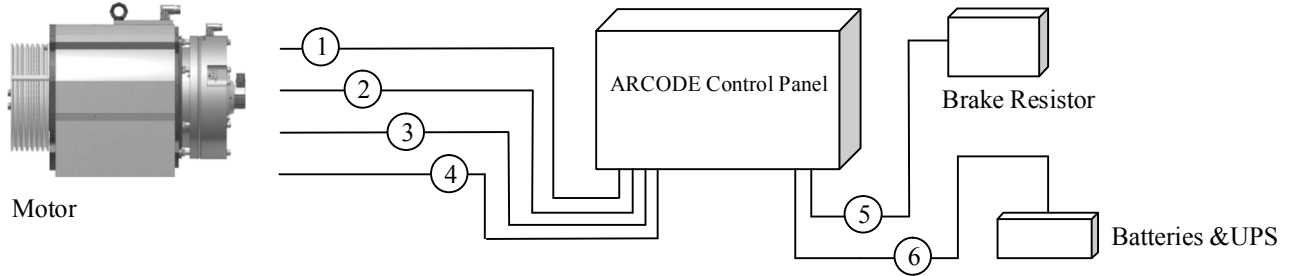 1
ARCODE Control Panel
2
Brake Resistor
3
4
Motor
5
Batteries &UPS
6